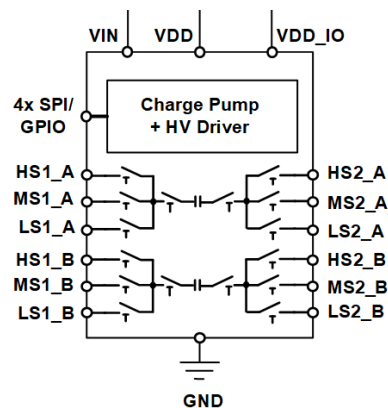 VIN VDD VDD_IO
4x SPI/
GPIO
Charge Pump
+ HV Driver
HS1_A HS2_A
MS1_A MS2_A
LS1_A LS2_A
HS1_B HS2_B
MS1_B MS2_B
LS1_B LS2_B
GND